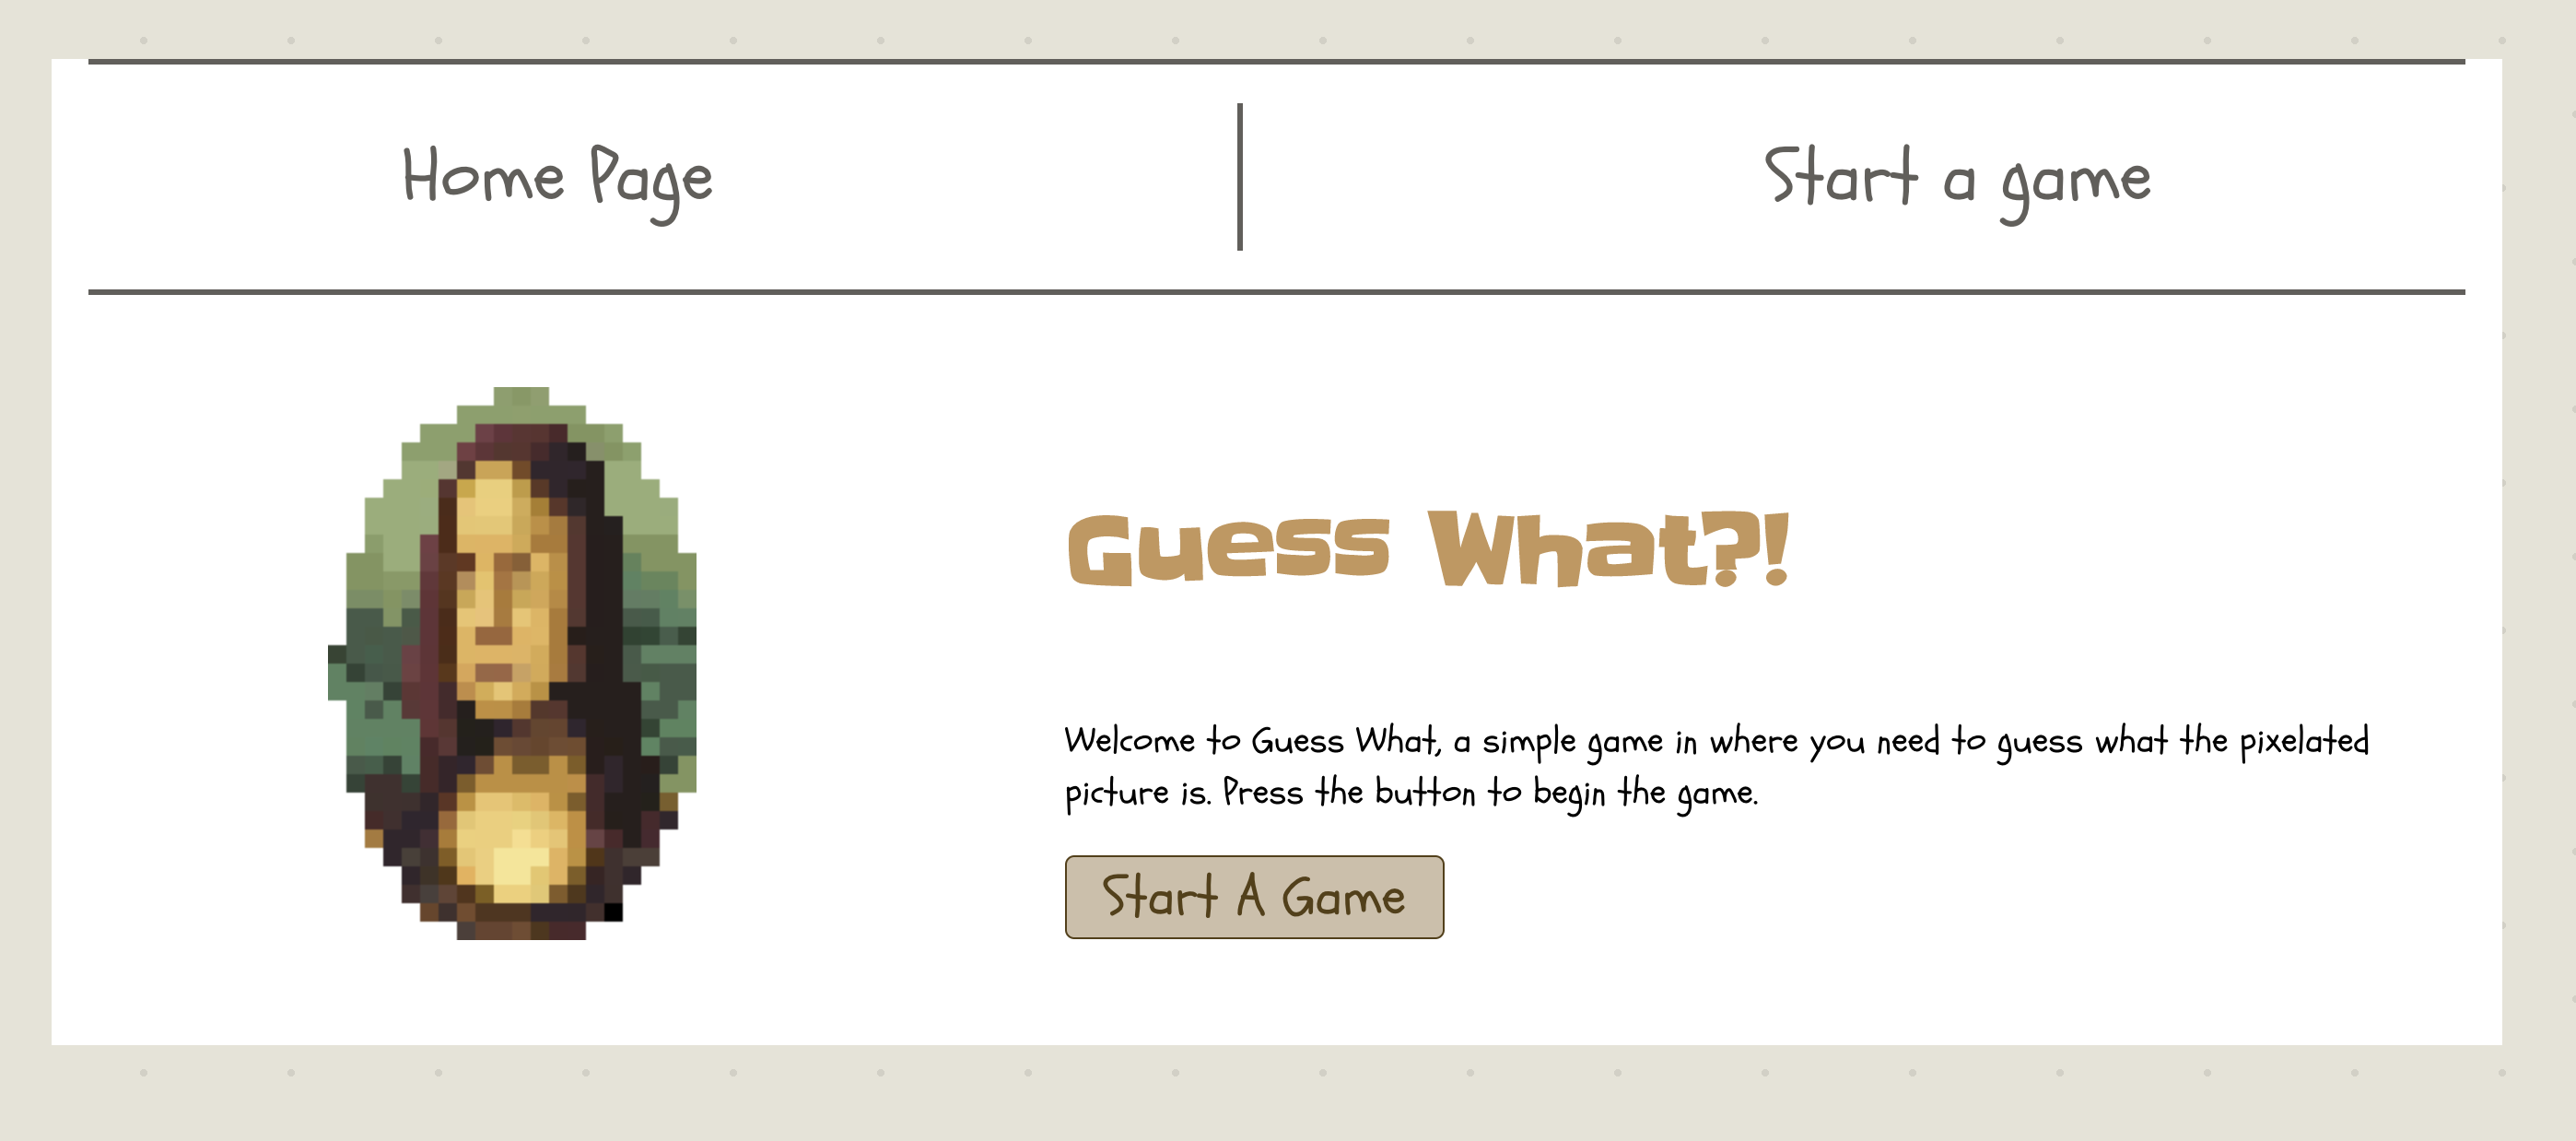 Home Page
Start a game
Guess What?!
Welcome to Guess What, a simple game in where you need to guess what the pixelated
picture is. Press the button to begin the game.
Start A Game